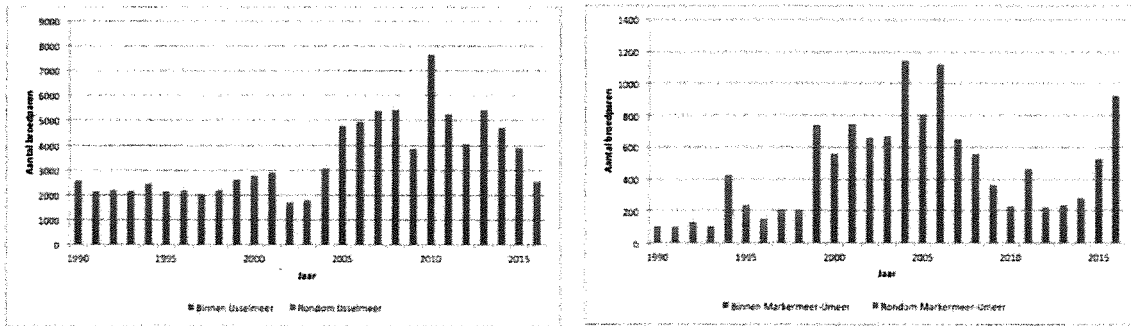 9000
8000
7000
6000
5000
4000
3000
2000
1000
0
Aantal broedparen
1990 1995 2000 2005 2010 2015
Jaar
Binnen IJsselmeer Rondom IJsselmeer
1400
1200
1000
800
600
400
200
0
Aantal broedparen
1990 1995 2000 2005 2010 2015
Jaar
Binnen Markermeer-IJmeer Rondom Markermeer-IJmeer